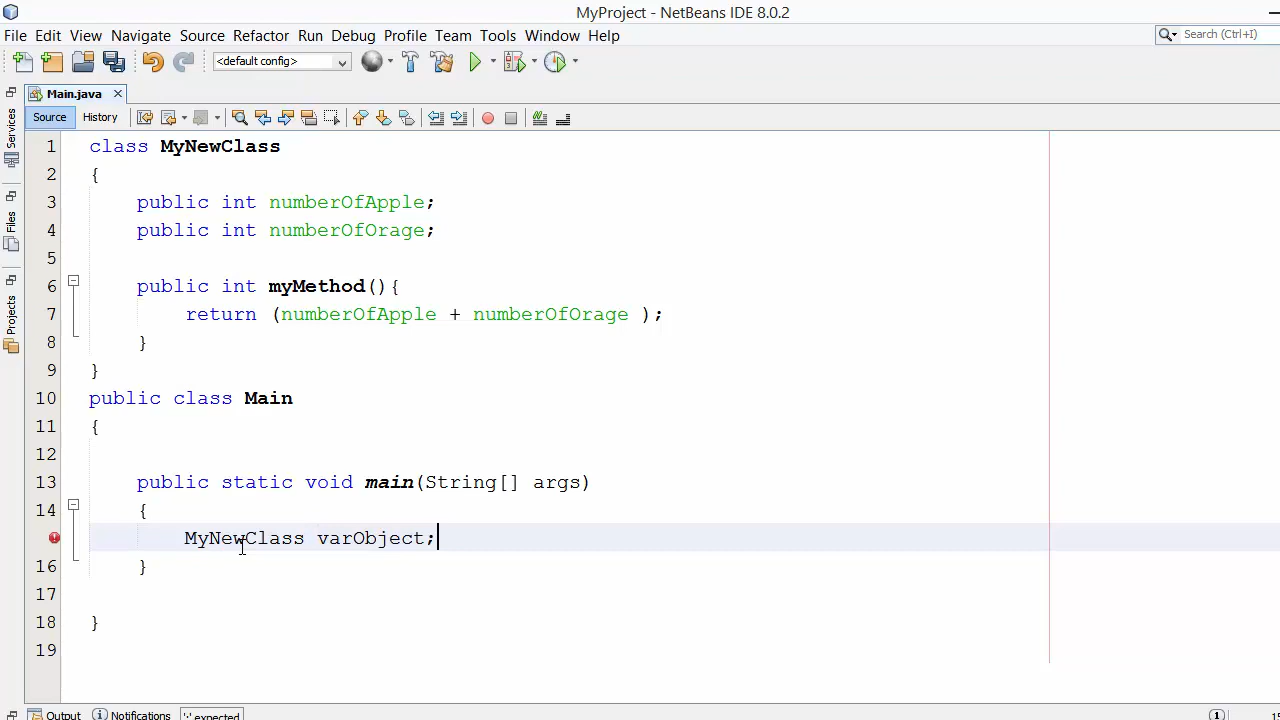 MyProject - NetBeans IDE 8.0.2
File Edit View Navigate Source Refactor Run Debug Profile Team Tools Window Help
Search (Ctrl+I)
<default config>
Main.java
Source History
Services
Files
Projects
1 class MyNewClass
2 {
3 public int numberOfApple;
4 public int numberOfOrage;
5
6 public int myMethod(){
7 return (numberOfApple + numberOfOrage );
8 }
9 }
10 public class Main
11 {
12
13 public static void main(String[] args)
14 {
MyNewClass varObject;
16 }
17
18 }
19
Output Notifications ';' expected